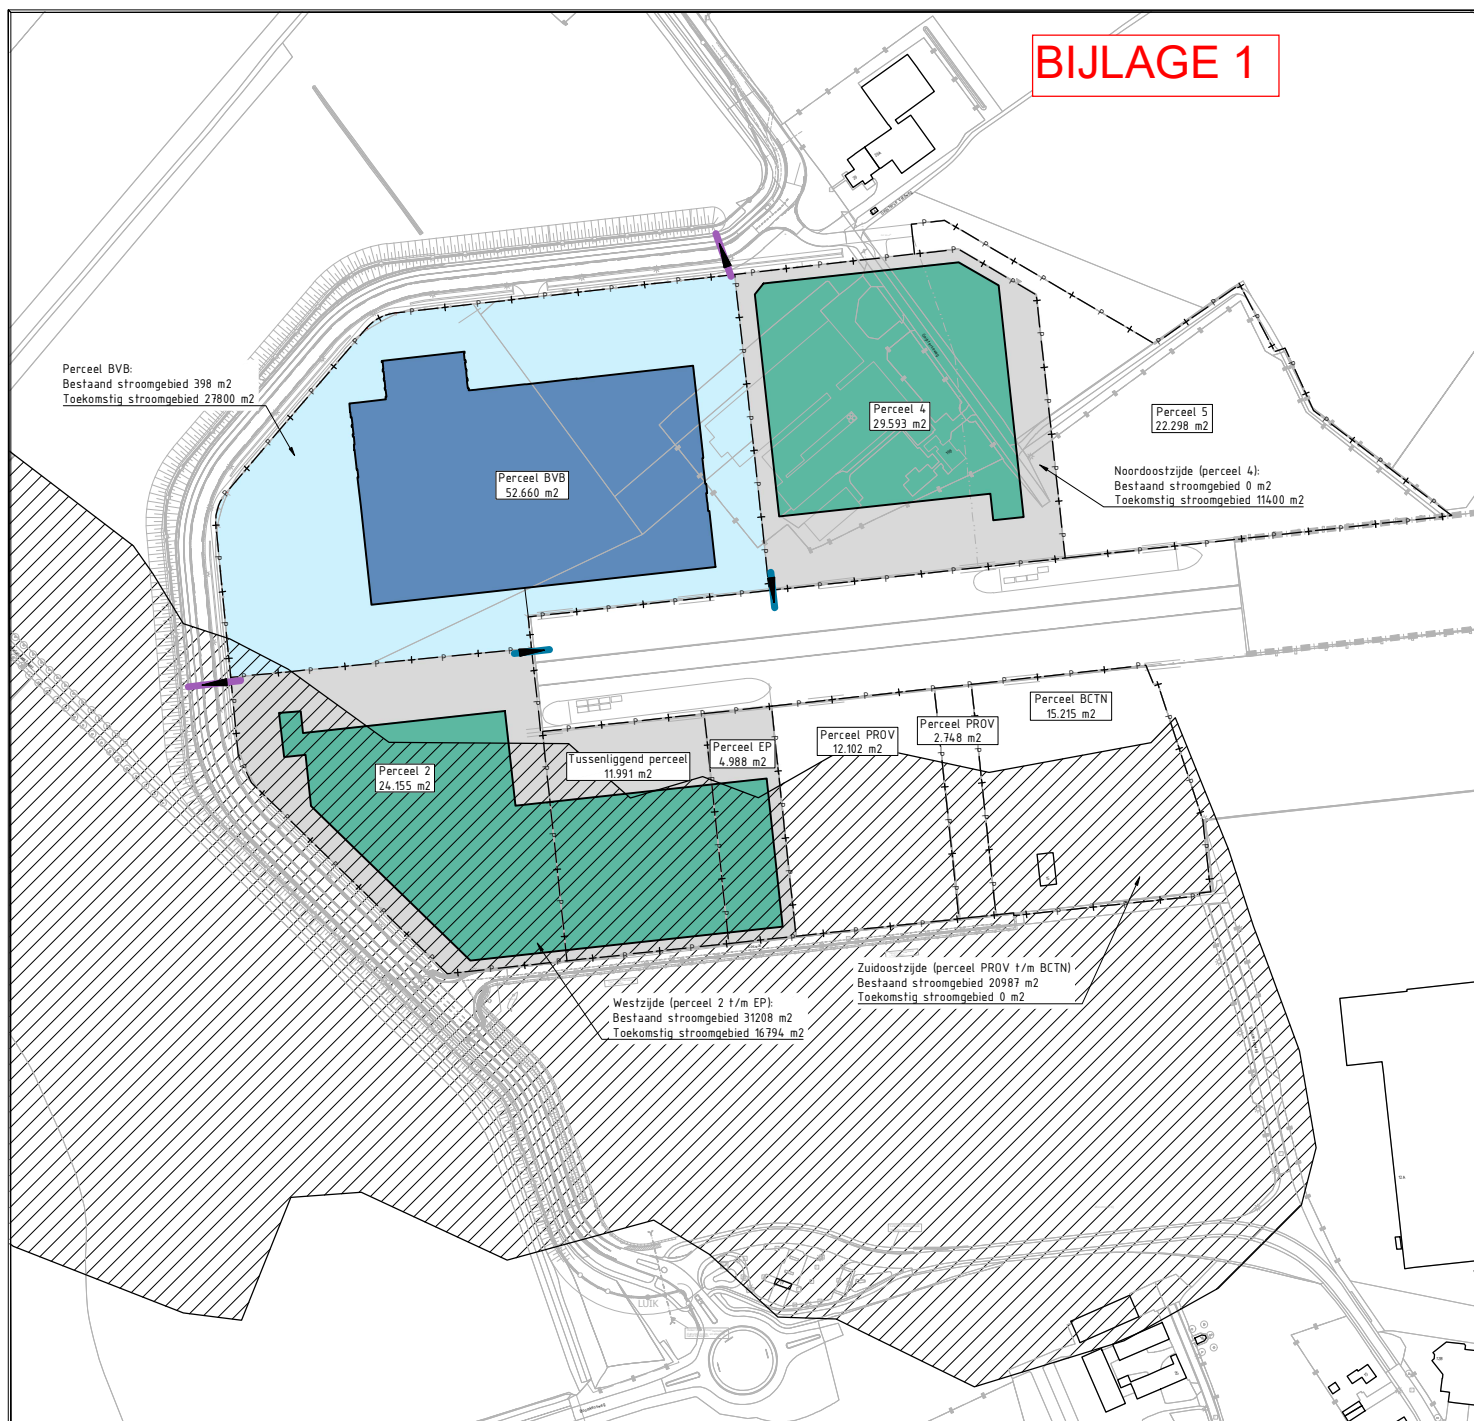 BIJLAGE 1
Perceel BVB:
Bestaand stroomgebied 398 m2
Toekomstig stroomgebied 27800 m2
Perceel 4
29.593 m2
Perceel 5
22.298 m2
Perceel BVB
52.660 m2
Noordoostzijde (perceel 4):
Bestaand stroomgebied 0 m2
Toekomstig stroomgebied 11400 m2
Perceel BCTN
15.215 m2
Perceel PROV
2.748 m2
Perceel PROV
12.102 m2
Perceel EP
4.988 m2
Tussenliggend perceel
11.991 m2
Perceel 2
24.155 m2
Zuidoostzijde (perceel PROV t/m BCTN)
Bestaand stroomgebied 20987 m2
Toekomstig stroomgebied 0 m2
Westzijde (perceel 2 t/m EP):
Bestaand stroomgebied 31208 m2
Toekomstig stroomgebied 16794 m2
LUIK